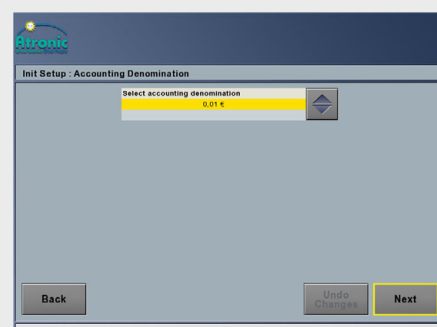 Atronic
Init Setup : Accounting Denomination
Select accounting denomination
0,01 €
Back
Undo
Changes
Next